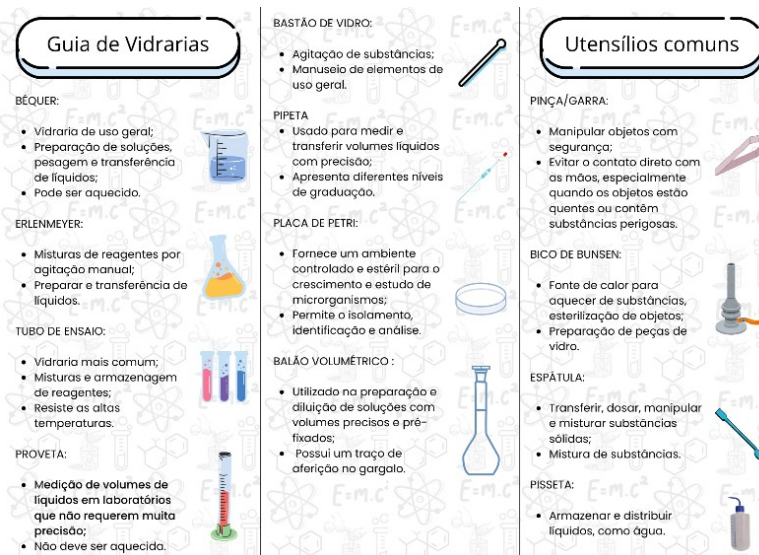 Guia de Vidrarias
BÉQUER:
• Vidraria de uso geral;
• Preparação de soluções,
pesagem e transferência
de líquidos;
• Pode ser aquecido.
ERLENMEYER:
• Misturas de reagentes por
agitação manual;
• Preparar e transferência de
líquidos.
TUBO DE ENSAIO:
• Vidraria mais comum;
• Misturas e armazenagem
de reagentes;
• Resiste as altas
temperaturas.
PROVETA:
• Medição de volumes de
líquidos em laboratórios
que não requerem muita
precisão;
• Não deve ser aquecida.
BASTÃO DE VIDRO:
• Agitação de substâncias;
• Manuseio de elementos de
uso geral.
PIPETA
• Usado para medir e
transferir volumes líquidos
com precisão;
• Apresenta diferentes níveis
de graduação.
PLACA DE PETRI:
• Fornece um ambiente
controlado e estéril para o
crescimento e estudo de
microrganismos;
• Permite o isolamento,
identificação e análise.
BALÃO VOLUMÉTRICO :
• Utilizado na preparação e
diluição de soluções com
volumes precisos e pré-
fixados;
• Possui um traço de
aferição no gargalo.
Utensílios comuns
PINÇA/GARRA:
• Manipular objetos com
segurança;
• Evitar o contato direto com
as mãos, especialmente
quando os objetos estão
quentes ou contêm
substâncias perigosas.
BICO DE BUNSEN:
• Fonte de calor para
aquecer de substâncias,
esterilização de objetos;
• Preparação de peças de
vidro.
ESPÁTULA:
• Transferir, dosar, manipular
e misturar substâncias
sólidas;
• Mistura de substâncias.
PISSETA:
• Armazenar e distribuir
líquidos, como água.
E=m.c²